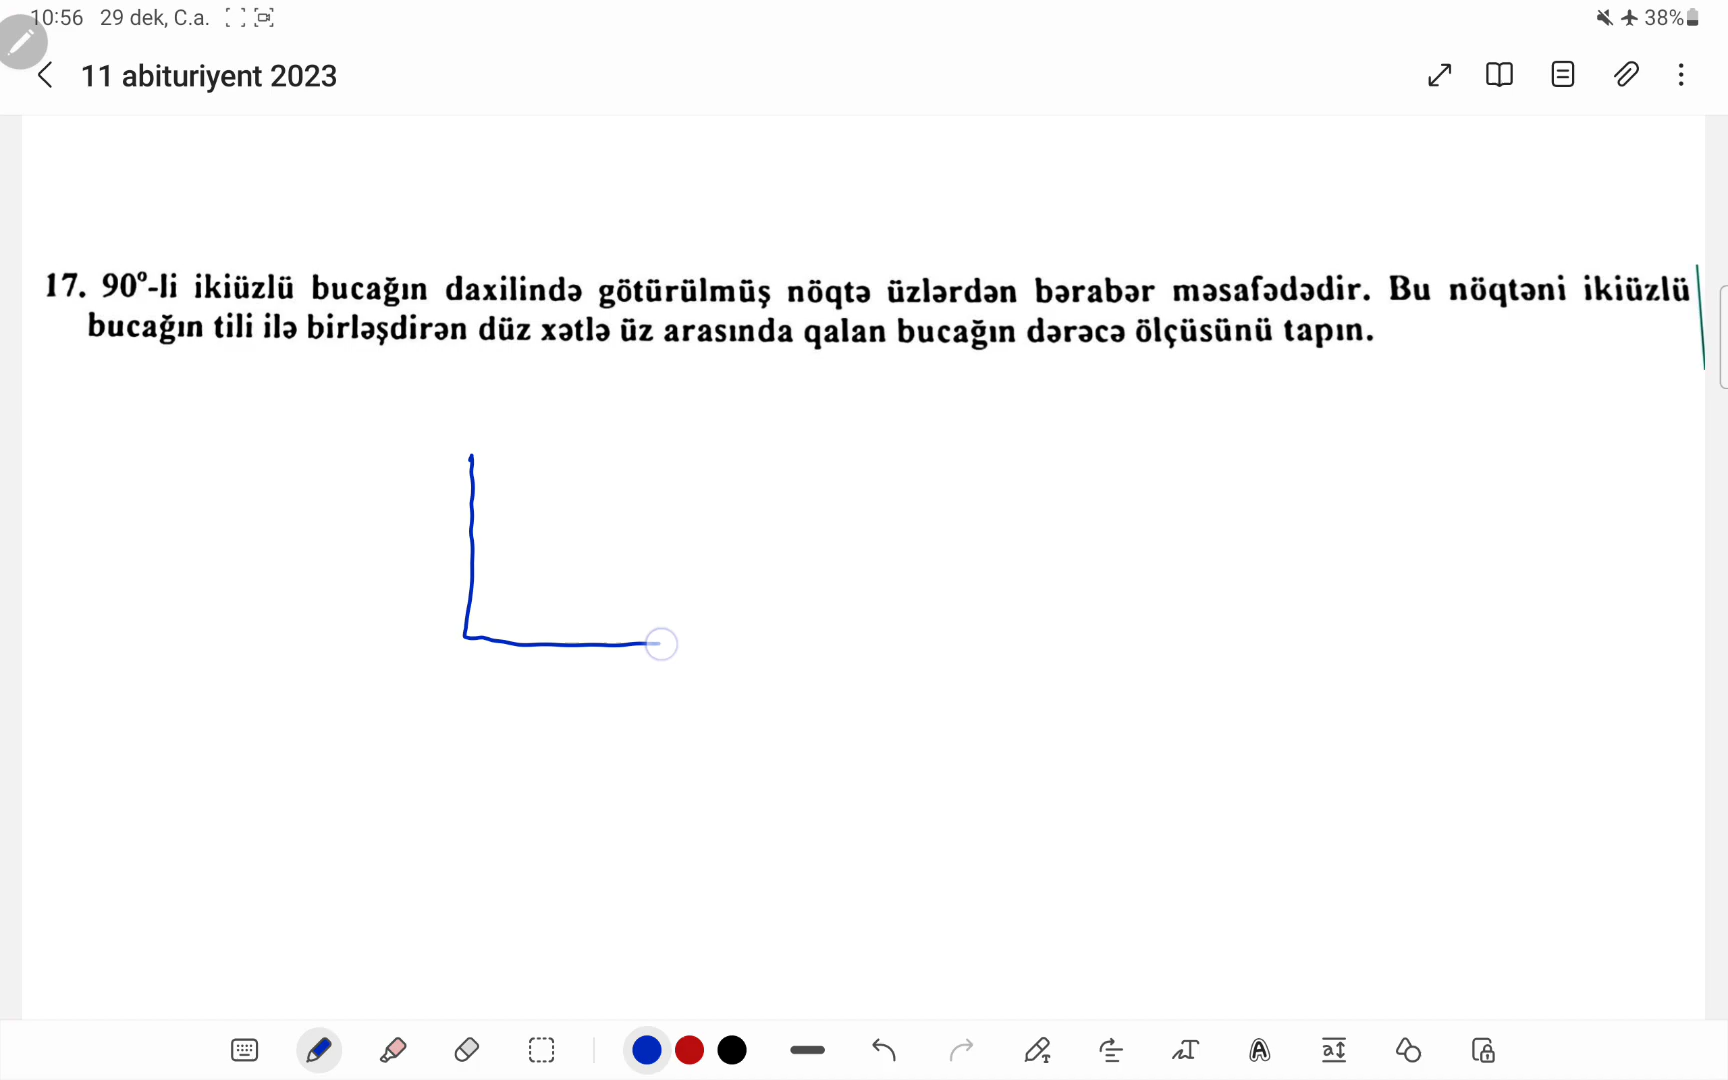 10:56 29 dek, C.a. 38%
11 abituriyent 2023
17. 90º-li ikiüzlü bucağın daxilində götürülmüş nöqtə üzlərdən bərabər məsafədədir. Bu nöqtəni ikiüzlü
bucağın tili ilə birləşdirən düz xətlə üz arasında qalan bucağın dərəcə ölçüsünü tapın.